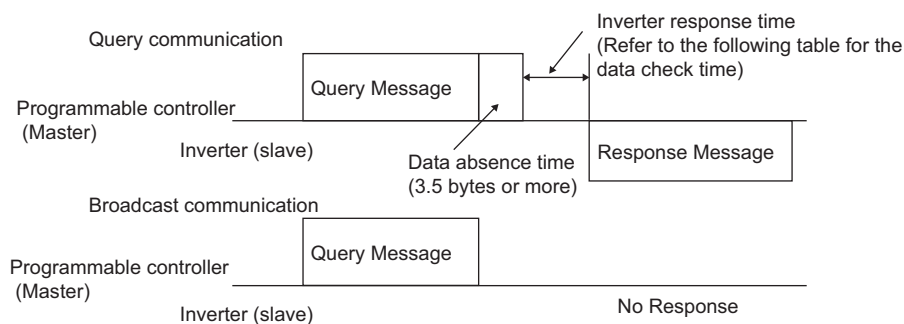 Inverter response time
(Refer to the following table for the
data check time)
Query communication
Query Message
Programmable controller
(Master)
Inverter (slave)
Data absence time
(3.5 bytes or more)
Response Message
Broadcast communication
Query Message
Programmable controller
(Master)
Inverter (slave)
No Response